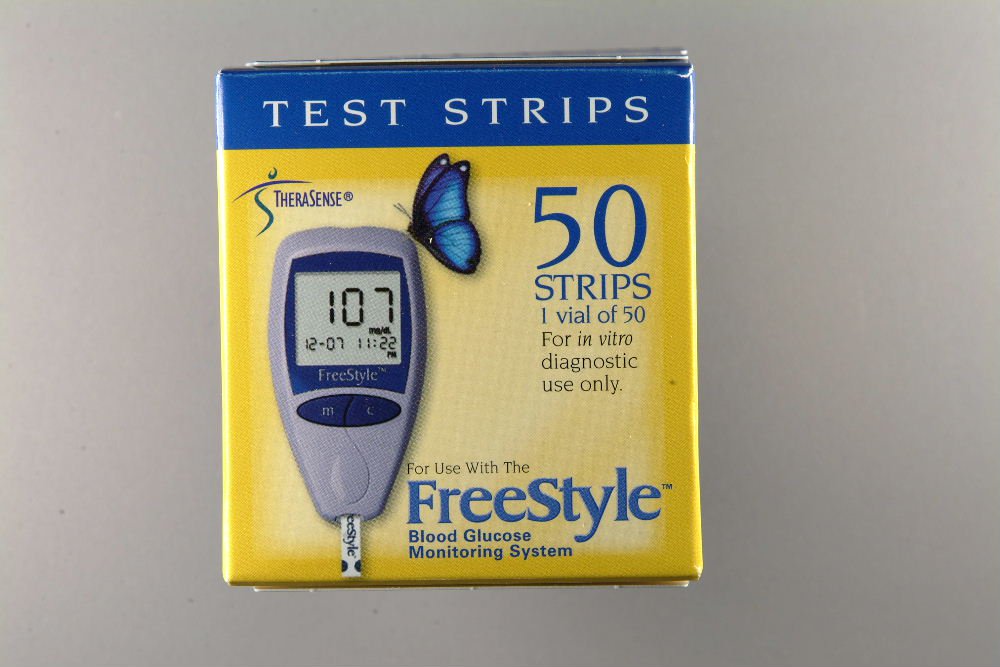 TEST STRIPS
THERASENSE®
50
STRIPS
1 vial of 50
For in vitro
diagnostic
use only.
107
mg/dL
12-07 11:22
PM
FreeStyle™
m c
For Use With The
FreeStyle™
Blood Glucose
Monitoring System
eeStyle